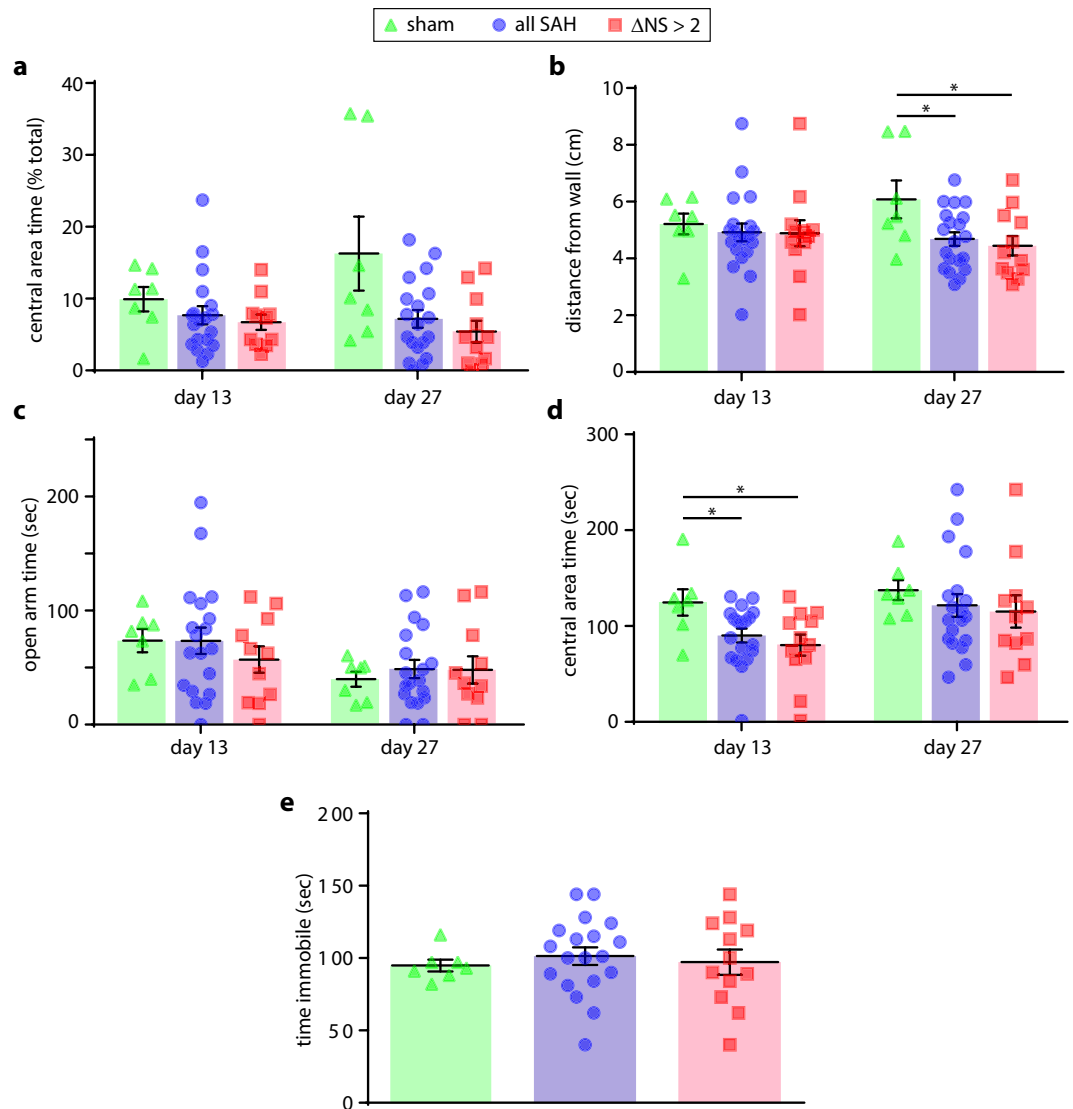 sham all SAH ΔNS > 2
a
central area time (% total)
40
30
20
10
0
day 13 day 27
b
distance from wall (cm)
* *
10
8
6
4
2
0
day 13 day 27
c
open arm time (sec)
200
100
0
day 13 day 27
d
central area time (sec)
* *
300
200
100
0
day 13 day 27
e
time immobile (sec)
200
150
100
50
0